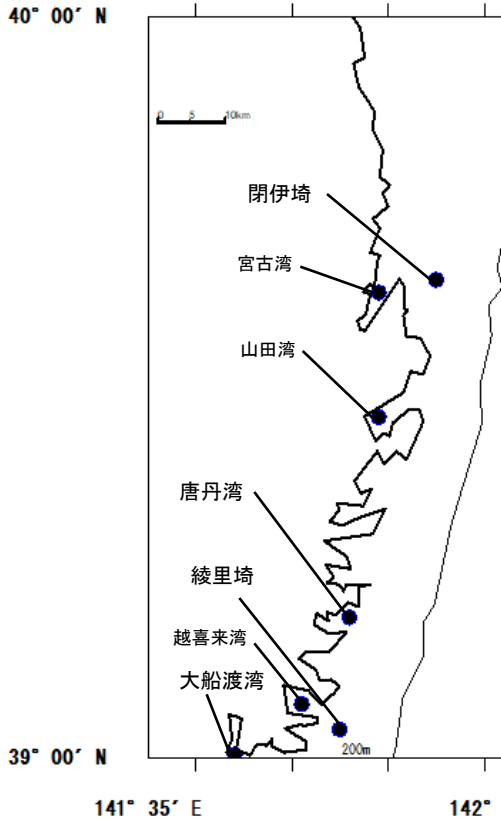 40° 00′ N
0 5 10km
閉伊埼
宮古湾
山田湾
唐丹湾
綾里埼
越喜来湾
大船渡湾
200m
39° 00′ N
141° 35′ E
142°